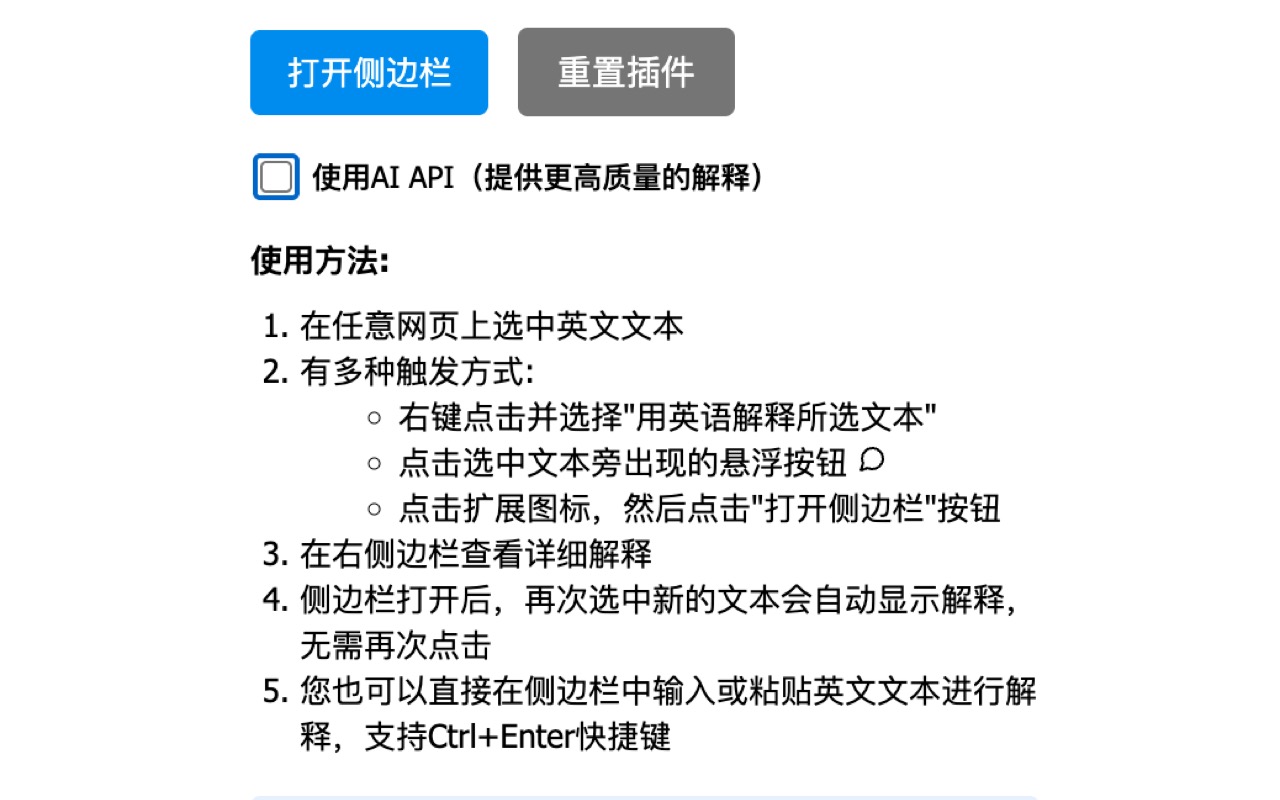 打开侧边栏 重置插件
使用AI API（提供更高质量的解释）
使用方法:
1. 在任意网页上选中英文文本
2. 有多种触发方式:
右键点击并选择"用英语解释所选文本"
点击选中文本旁出现的悬浮按钮
点击扩展图标，然后点击"打开侧边栏"按钮
3. 在右侧边栏查看详细解释
4. 侧边栏打开后，再次选中新的文本会自动显示解释，
无需再次点击
5. 您也可以直接在侧边栏中输入或粘贴英文文本进行解
释，支持Ctrl+Enter快捷键